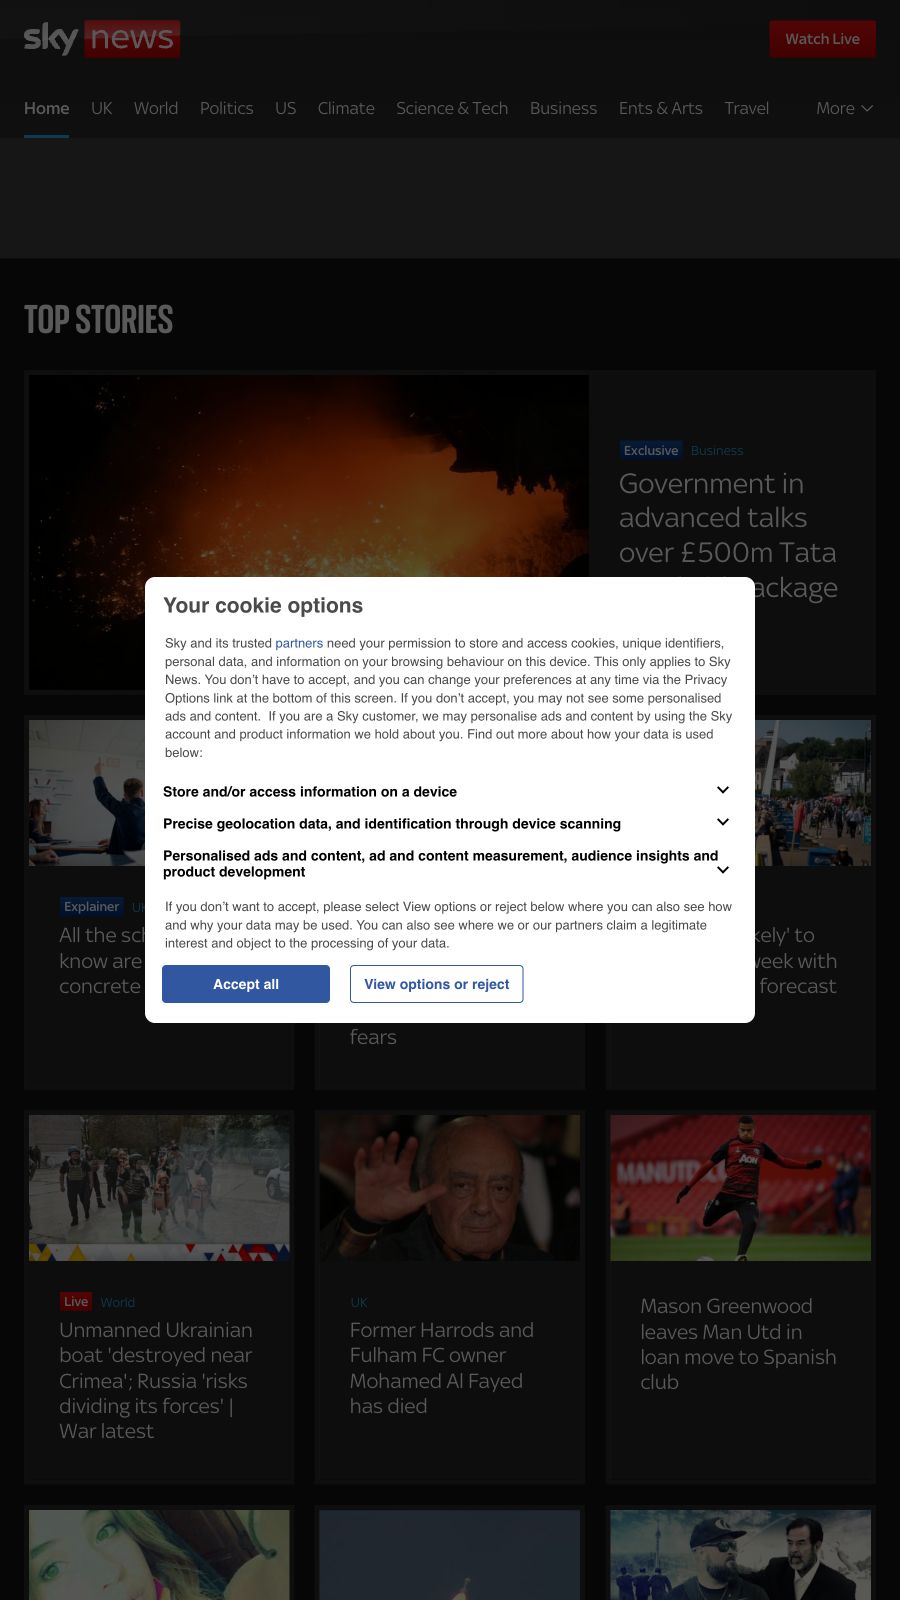 sky news
Watch Live
Home UK World Politics US Climate Science & Tech Business Ents & Arts Travel More
TOP STORIES
Exclusive Business
Government in
advanced talks
over £500m Tata
ackage
Your cookie options
Sky and its trusted partners need your permission to store and access cookies, unique identifiers,
personal data, and information on your browsing behaviour on this device. This only applies to Sky
News. You don't have to accept, and you can change your preferences at any time via the Privacy
Options link at the bottom of this screen. If you don't accept, you may not see some personalised
ads and content. If you are a Sky customer, we may personalise ads and content by using the Sky
account and product information we hold about you. Find out more about how your data is used
below:
Store and/or access information on a device
Precise geolocation data, and identification through device scanning
Personalised ads and content, ad and content measurement, audience insights and
product development
If you don't want to accept, please select View options or reject below where you can also see how
and why your data may be used. You can also see where we or our partners claim a legitimate
interest and object to the processing of your data.
Accept all
View options or reject
Explainer
All the sc
know are
concrete
fears
kely' to
week with
forecast
MANUTD
AON
Live World
Unmanned Ukrainian
boat 'destroyed near
Crimea'; Russia 'risks
dividing its forces' |
War latest
UK
Former Harrods and
Fulham FC owner
Mohamed Al Fayed
has died
Mason Greenwood
leaves Man Utd in
loan move to Spanish
club